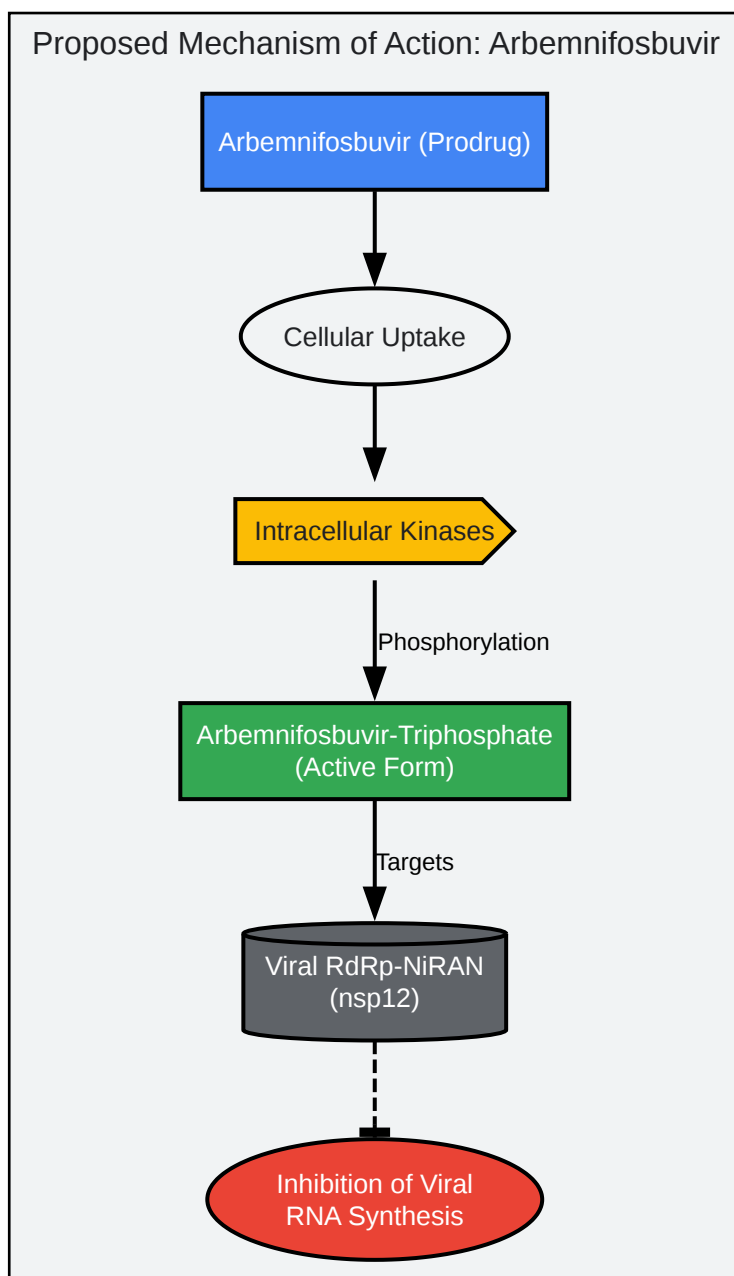 Proposed Mechanism of Action: Arbemnifosbuvir
Arbemnifosbuvir (Prodrug)
Cellular Uptake
Intracellular Kinases
Phosphorylation
Arbemnifosbuvir-Triphosphate
(Active Form)
Targets
Viral RdRp-NiRAN
(nsp12)
Inhibition of Viral
RNA Synthesis